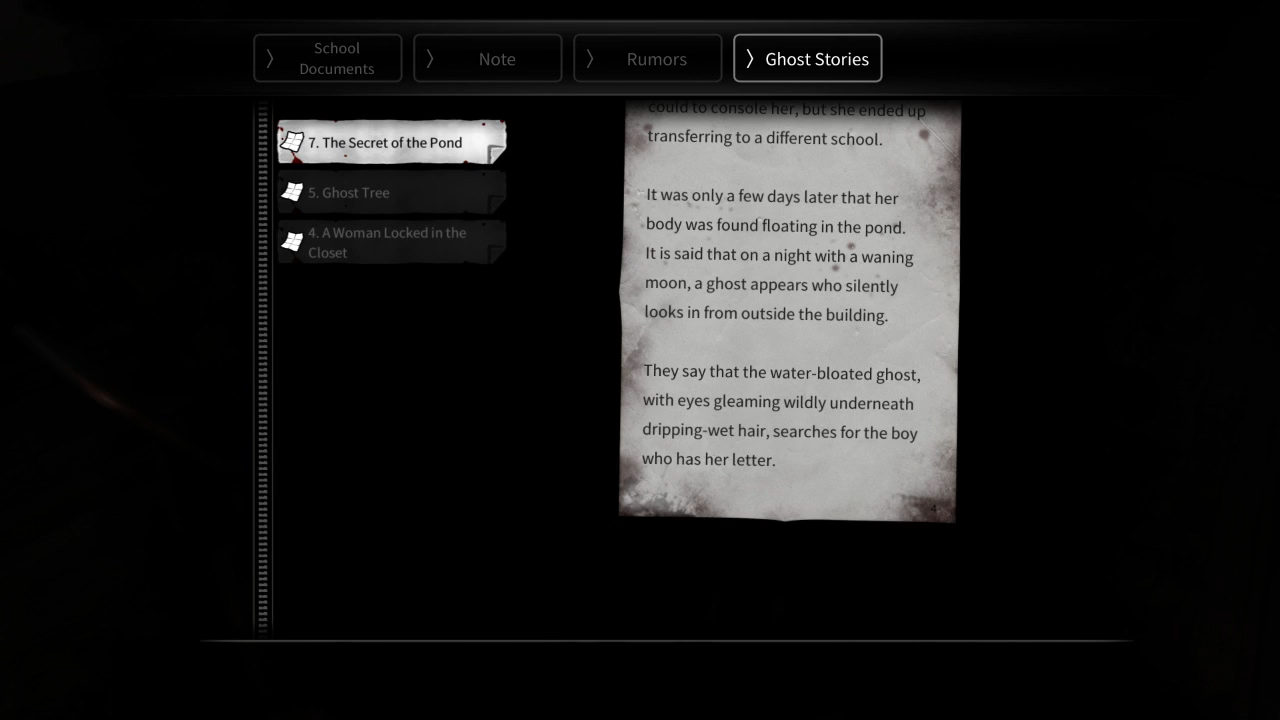 School
Documents
Note
Rumors
Ghost Stories
7. The Secret of the Pond
5. Ghost Tree
4. A Woman Locked in the
Closet
could to console her, but she ended up
transferring to a different school.
It was only a few days later that her
body was found floating in the pond.
It is said that on a night with a waning
moon, a ghost appears who silently
looks in from outside the building.
They say that the water-bloated ghost,
with eyes gleaming wildly underneath
dripping-wet hair, searches for the boy
who has her letter.
4